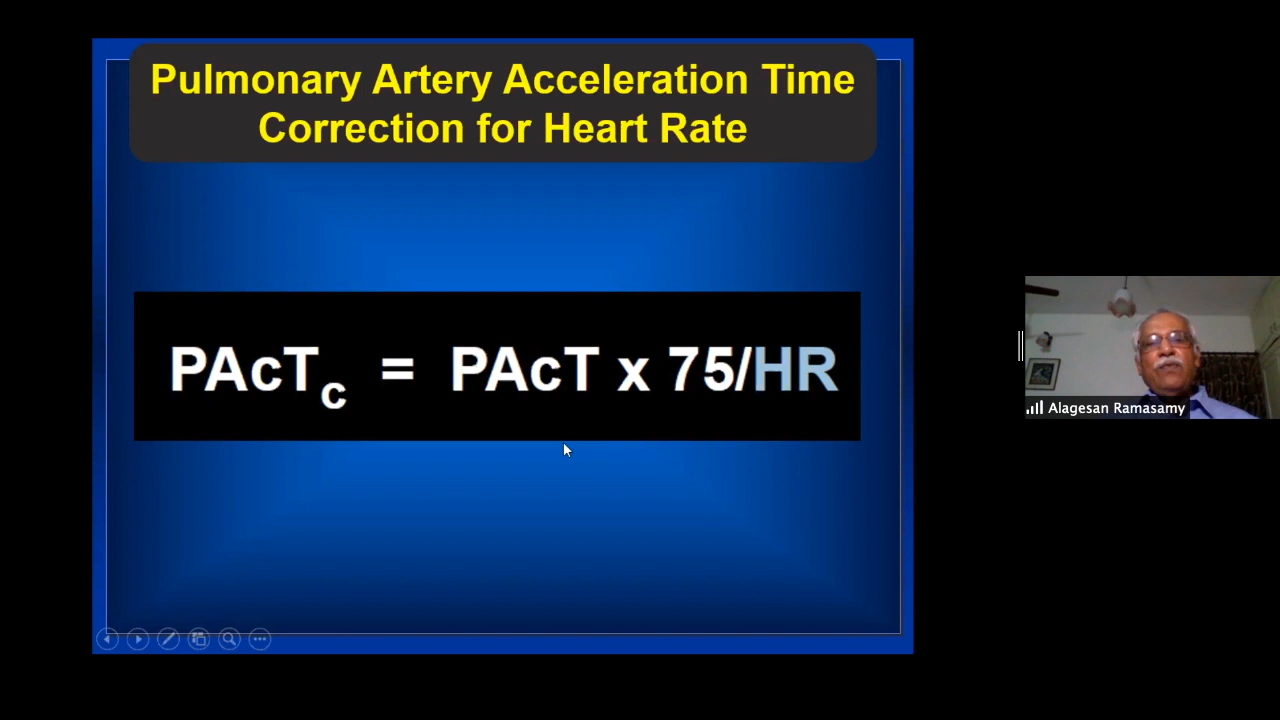 Pulmonary Artery Acceleration Time
Correction for Heart Rate
PAcTc = PAcT x 75/HR
Alagesan Ramasamy